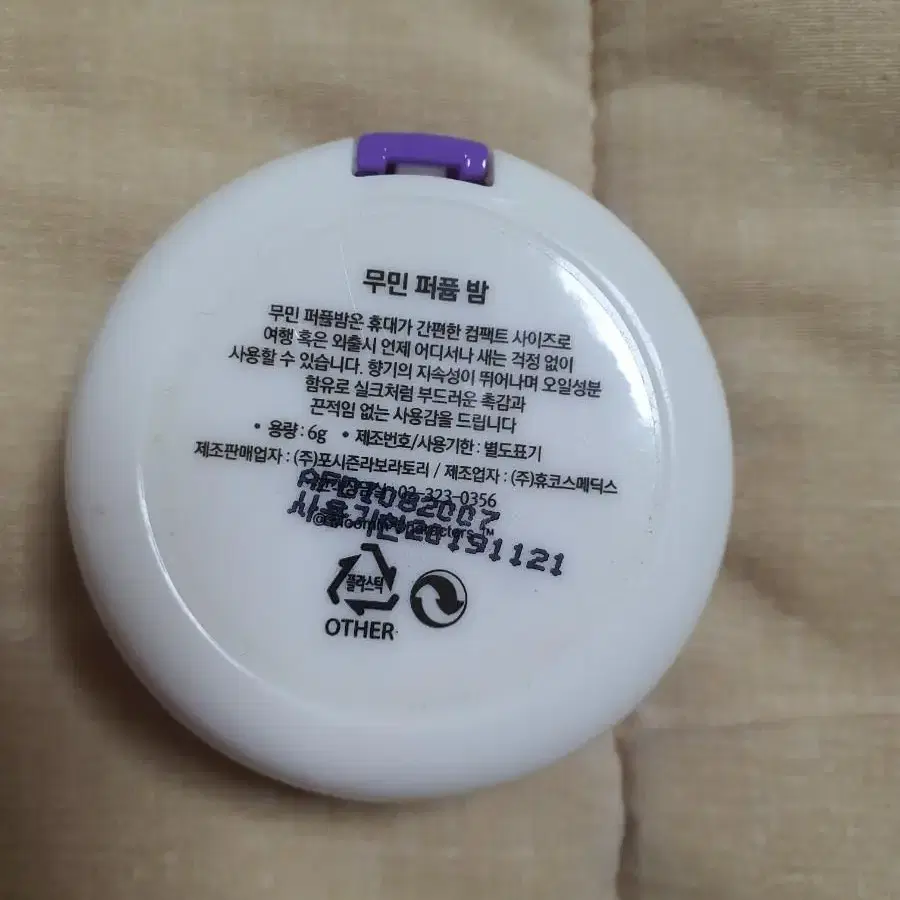 무민 퍼퓸 밤
무민 퍼퓸밤은 휴대가 간편한 컴팩트 사이즈로
여행 혹은 외출시 언제 어디서나 새는 걱정 없이
사용할 수 있습니다. 향기의 지속성이 뛰어나며 오일성분
함유로 실크처럼 부드러운 촉감과
끈적임 없는 사용감을 드립니다
• 용량 : 6g • 제조번호/사용기한 : 별도표기
제조판매업자 : (주)포시즌라보라토리 / 제조업자 : (주)휴코스메딕스
02-323-0356
사용기한20191121
플라스틱
OTHER